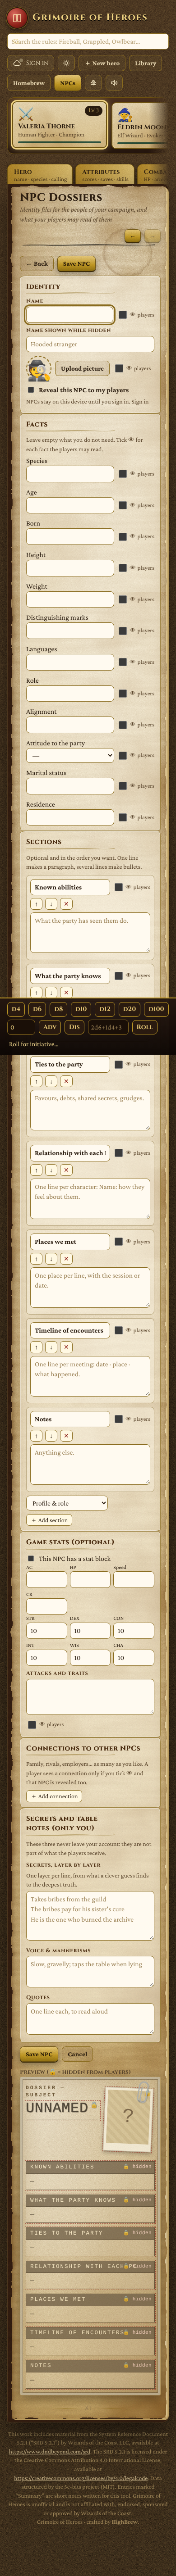 Grimoire of Heroes
Search the rules: Fireball, Grappled, Owlbear...
SIGN IN
+ New hero
Library
Homebrew
NPCs
LV 3
Valeria Thorne
Human Fighter · Champion
Eldrin Moon
Elf Wizard · Evoker
Hero
name · species · calling
Attributes
scores · saves · skills
NPC Dossiers
Identity files for the people of your campaign, and
what your players may read of them
← Back
Save NPC
Identity
Name
players
Name shown while hidden
Hooded stranger
Upload picture
players
Reveal this NPC to my players
NPCs stay on this device until you sign in. Sign in
Facts
Leave empty what you do not need. Tick 👁 for
each fact the players may read.
Species
players
Age
players
Born
players
Height
players
Weight
players
Distinguishing marks
players
Languages
players
Role
players
Alignment
players
Attitude to the party
—
players
Marital status
players
Residence
players
Sections
Optional and in the order you want. One line
makes a paragraph, several lines make bullets.
Known abilities
players
↑ ↓ ✕
What the party has seen them do.
What the party knows
players
↑ ↓ ✕
D4 D6 D8 D10 D12 D20 D100
0 Adv Dis 2d6+1d4+3 Roll
Roll for initiative...
Ties to the party
players
↑ ↓ ✕
Favours, debts, shared secrets, grudges.
Relationship with each
players
↑ ↓ ✕
One line per character: Name: how they
feel about them.
Places we met
players
↑ ↓ ✕
One place per line, with the session or
date.
Timeline of encounters
players
↑ ↓ ✕
One line per meeting: date · place ·
what happened.
Notes
players
↑ ↓ ✕
Anything else.
Profile & role
+ Add section
Game stats (optional)
This NPC has a stat block
AC HP Speed
CR
STR DEX CON
10 10 10
INT WIS CHA
10 10 10
Attacks and traits
players
Connections to other NPCs
Family, rivals, employers... as many as you like. A
player sees a connection only if you tick 👁 and
that NPC is revealed too.
+ Add connection
Secrets and table
notes (only you)
These three never leave your account: they are not
part of what the players receive.
Secrets, layer by layer
One layer per line, from what a clever guess finds
to the deepest truth.
Takes bribes from the guild
The bribes pay for his sister's cure
He is the one who burned the archive
Voice & mannerisms
Slow, gravelly; taps the table when lying
Quotes
One line each, to read aloud
Save NPC
Cancel
Preview (🔒 = hidden from players)
DOSSIER —
SUBJECT
UNNAMED
?
KNOWN ABILITIES
hidden
—
WHAT THE PARTY KNOWS
hidden
—
TIES TO THE PARTY
hidden
—
RELATIONSHIP WITH EACH
hidden
—
PLACES WE MET
hidden
—
TIMELINE OF ENCOUNTERS
hidden
—
NOTES
hidden
—
This work includes material from the System Reference Document
5.2.1 ("SRD 5.2.1") by Wizards of the Coast LLC, available at
https://www.dndbeyond.com/srd. The SRD 5.2.1 is licensed under
the Creative Commons Attribution 4.0 International License,
available at
https://creativecommons.org/licenses/by/4.0/legalcode. Data
structures by the 5e-bits project (MIT). Entries marked
"Summary" are short notes written for this tool. Grimoire of
Heroes is unofficial and is not affiliated with, endorsed, sponsored
or approved by Wizards of the Coast.
Grimoire of Heroes · crafted by HighBrew.